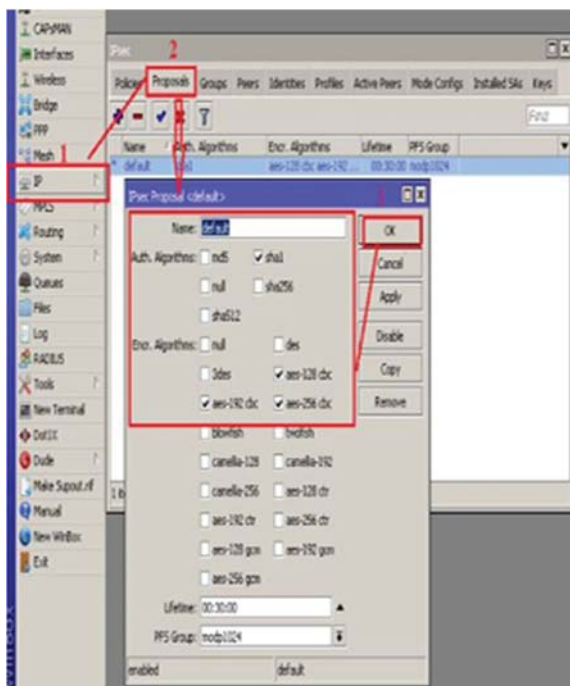 CAPsMAN
Interfaces
Wireless
Bridge
PPP
Mesh
IP
MPLS
Routing
System
Queues
Files
Log
RADIUS
Tools
New Terminal
Dot1X
Dude
Make Supout.rif
Manual
New WinBox
Exit
WinBox
1
2
IPsec
Policies Proposals Groups Peers Identities Profiles Active Peers Mode Configs Installed SAs Keys
Find
Name Auth. Algorithms Encr. Algorithms Lifetime PFS Group
* default sha1 aes-128 cbc aes-192 ... 00:30:00 modp1024
IPsec Proposal <default>
3
Name: default
OK
Auth. Algorithms: md5 sha1
Cancel
null sha256
Apply
sha512
Encr. Algorithms: null des
Disable
3des aes-128 cbc
Copy
aes-192 cbc aes-256 cbc
Remove
blowfish twofish
camellia-128 camellia-192
camellia-256 aes-128 ctr
aes-192 ctr aes-256 ctr
aes-128 gcm aes-192 gcm
aes-256 gcm
Lifetime: 00:30:00
PFS Group: modp1024
enabled default